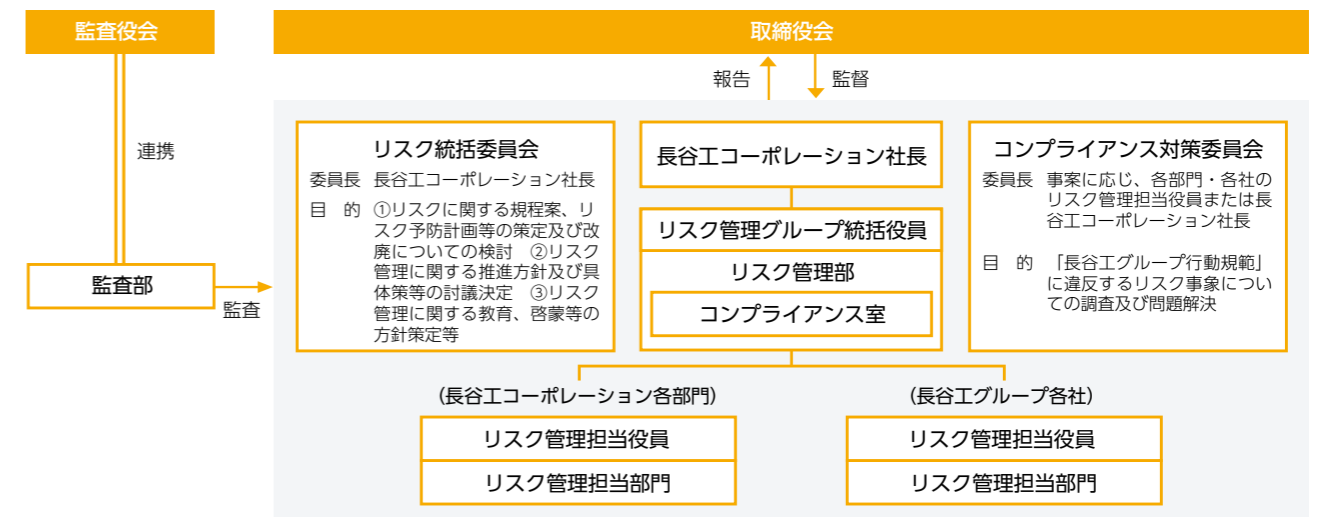 監査役会
取締役会
報告
監督
連携
監査部
監査
リスク統括委員会
委員長 長谷工コーポレーション社長
目 的 ①リスクに関する規程案、リ
スク予防計画等の策定及び改
廃についての検討 ②リスク
管理に関する推進方針及び具
体策等の討議決定 ③リスク
管理に関する教育、啓蒙等の
方針策定等
長谷工コーポレーション社長
リスク管理グループ統括役員
リスク管理部
コンプライアンス室
コンプライアンス対策委員会
委員長 事案に応じ、各部門・各社の
リスク管理担当役員または長
谷工コーポレーション社長
目 的 「長谷工グループ行動規範」
に違反するリスク事象につい
ての調査及び問題解決
(長谷工コーポレーション各部門)
リスク管理担当役員
リスク管理担当部門
(長谷工グループ各社)
リスク管理担当役員
リスク管理担当部門